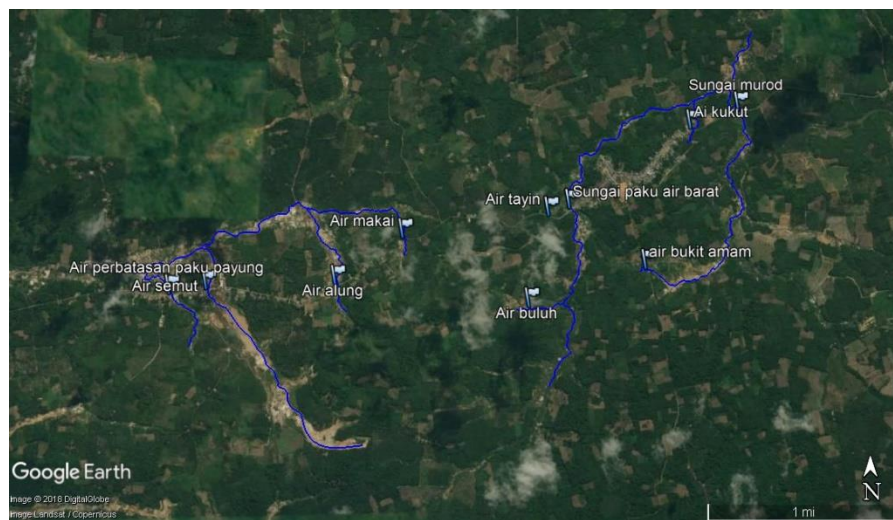 Sungai murod
Ai kukut
Air tayin
Sungai paku air barat
Air makai
air bukit amam
Air perbatasan paku payung
Air semut
Air alung
Air buluh
Google Earth
Image © 2018 DigitalGlobe
Image Landsat / Copernicus
N
1 mi